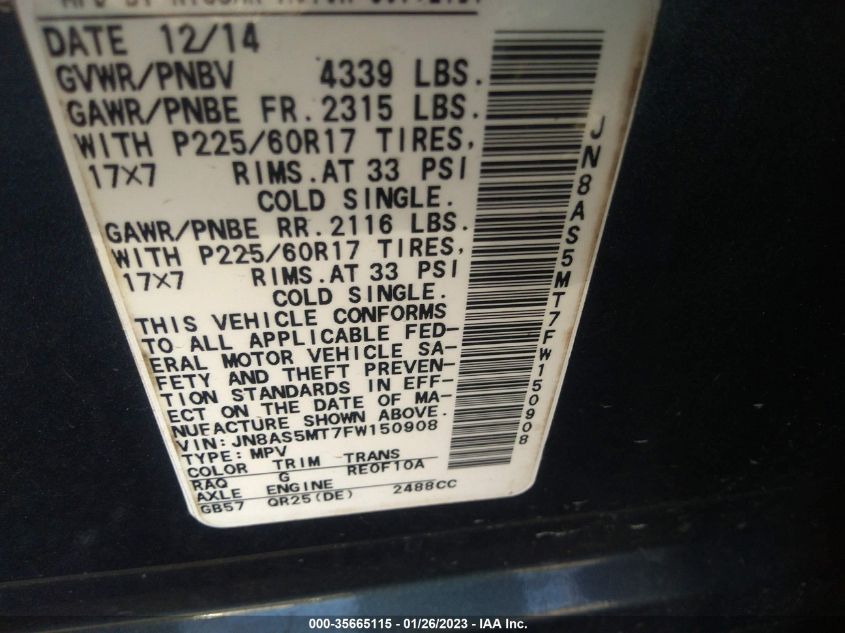 DATE 12/14
GVWR/PNBV 4339 LBS.
GAWR/PNBE FR. 2315 LBS.
WITH P225/60R17 TIRES,
17X7 RIMS.AT 33 PSI
COLD SINGLE.
GAWR/PNBE RR. 2116 LBS.
WITH P225/60R17 TIRES,
17X7 RIMS.AT 33 PSI
COLD SINGLE.
THIS VEHICLE CONFORMS
TO ALL APPLICABLE FED-
ERAL MOTOR VEHICLE SA-
FETY AND THEFT PREVEN-
TION STANDARDS IN EFF-
ECT ON THE DATE OF MA-
NUFACTURE SHOWN ABOVE.
VIN: JN8AS5MT7FW150908
TYPE: MPV
COLOR TRIM TRANS
RAQ G RE0F10A
AXLE ENGINE
GB57 QR25(DE) 2488CC
JN8AS5MT7FW150908
000-35665115 - 01/26/2023 - IAA Inc.